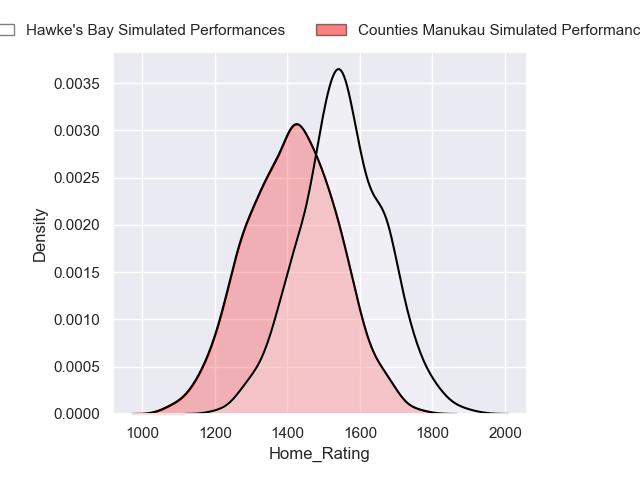 Hawke's Bay Simulated Performances Counties Manukau Simulated Performanc
0.0035
0.0030
0.0025
0.0020
0.0015
0.0010
0.0005
0.0000
Density
1000 1200 1400 1600 1800 2000
Home_Rating